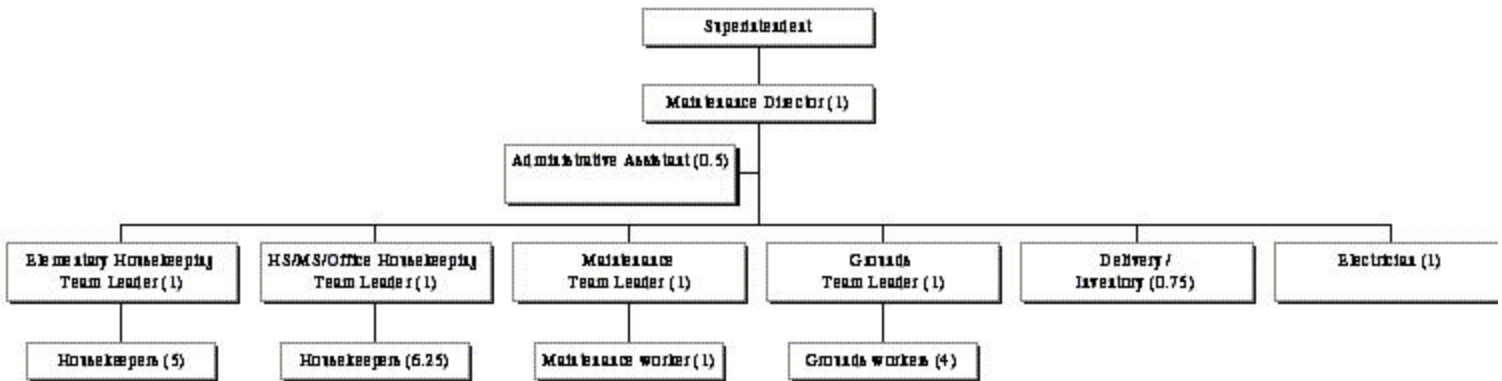 Superintendent
Maintenance Director (1)
Administrative Assistant (0.5)
Elementary Housekeeping
Team Leader (1)
HS/MS/Office Housekeeping
Team Leader (1)
Maintenance
Team Leader (1)
Grounds
Team Leader (1)
Delivery /
Inventory (0.75)
Electrician (1)
Housekeepers (5)
Housekeepers (6.25)
Maintenance worker (1)
Grounds workers (4)